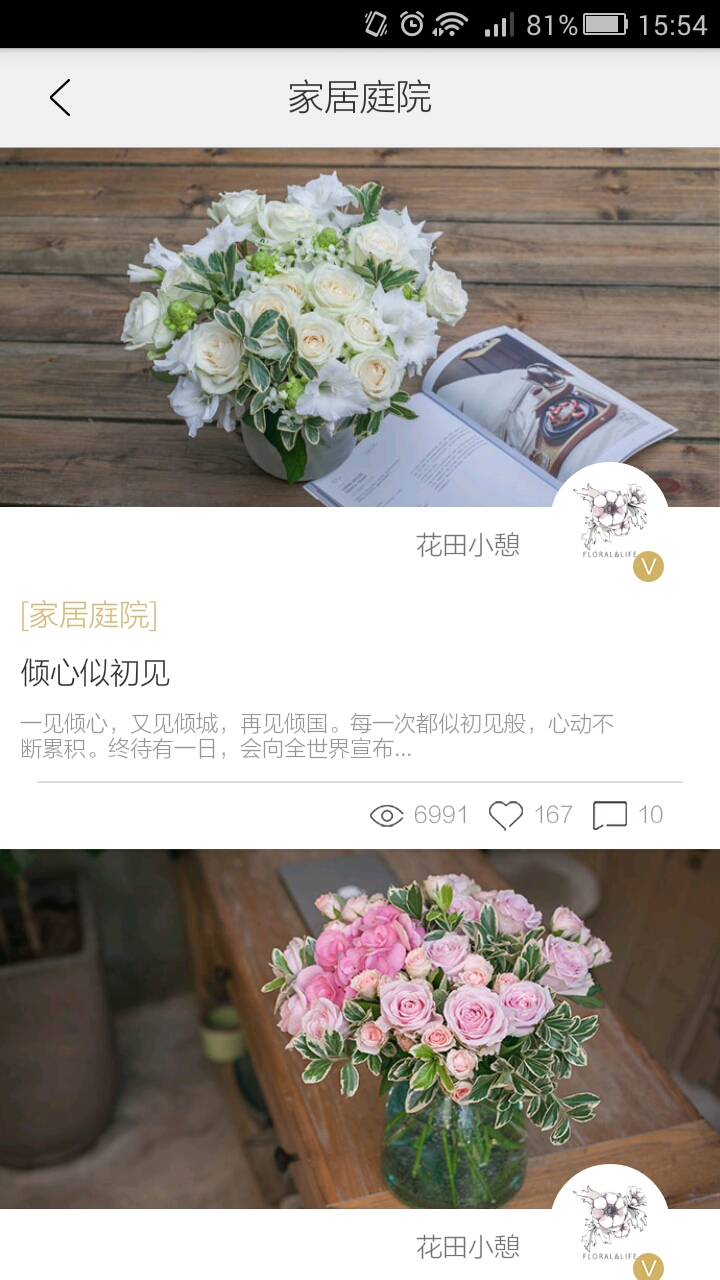 81% 15:54
家居庭院
花田小憩
FLORAL&LIFE
V
[家居庭院]
倾心似初见
一见倾心，又见倾城，再见倾国。每一次都似初见般，心动不
断累积。终待有一日，会向全世界宣布...
6991 167 10
花田小憩
FLORAL&LIFE
V